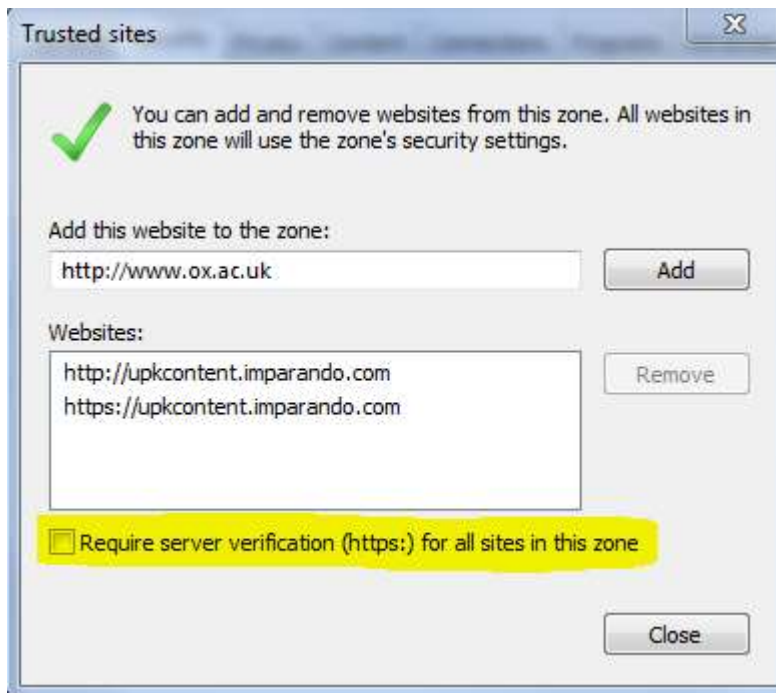 Trusted sites
You can add and remove websites from this zone. All websites in
this zone will use the zone's security settings.
Add this website to the zone:
http://www.ox.ac.uk
Add
Websites:
http://upkcontent.imparando.com
https://upkcontent.imparando.com
Remove
Require server verification (https:) for all sites in this zone
Close